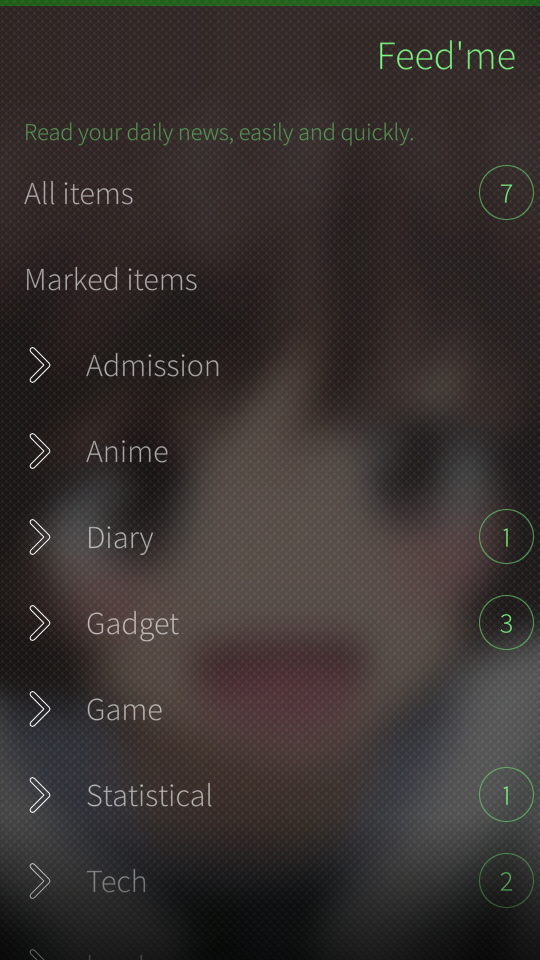 Feed'me
Read your daily news, easily and quickly.
All items 7
Marked items
Admission
Anime
Diary 1
Gadget 3
Game
Statistical 1
Tech 2